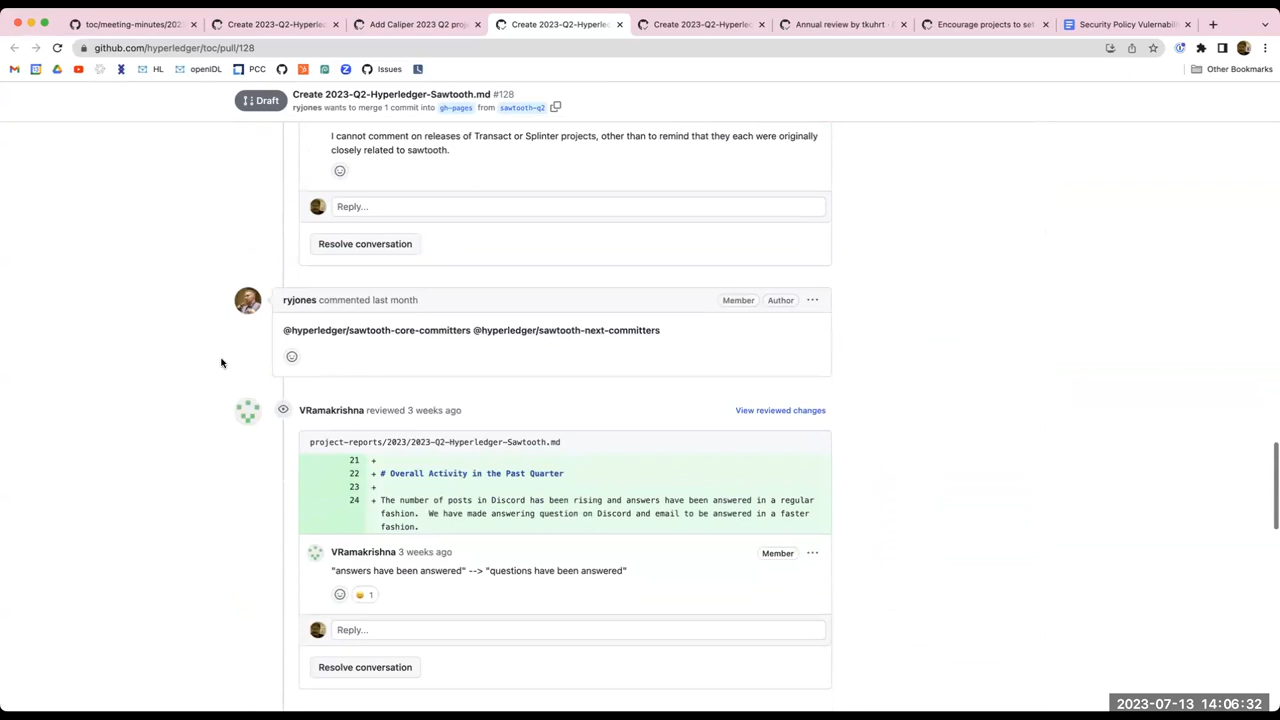 toc/meeting-minutes/202
Create 2023-Q2-Hyperled
Add Caliper 2023 Q2 proj
Create 2023-Q2-Hyperled
Create 2023-Q2-Hyperled
Annual review by tkuhrt · P
Encourage projects to set
Security Policy Vulernabili
github.com/hyperledger/toc/pull/128
HL
openIDL
PCC
Issues
Other Bookmarks
Draft
Create 2023-Q2-Hyperledger-Sawtooth.md #128
ryjones wants to merge 1 commit into gh-pages from sawtooth-q2
I cannot comment on releases of Transact or Splinter projects, other than to remind that they each were originally
closely related to sawtooth.
Reply...
Resolve conversation
ryjones commented last month
Member
Author
@hyperledger/sawtooth-core-committers @hyperledger/sawtooth-next-committers
VRamakrishna reviewed 3 weeks ago
View reviewed changes
project-reports/2023/2023-Q2-Hyperledger-Sawtooth.md
21 +
22 + # Overall Activity in the Past Quarter
23 +
24 + The number of posts in Discord has been rising and answers have been answered in a regular
fashion. We have made answering question on Discord and email to be answered in a faster
fashion.
VRamakrishna 3 weeks ago
Member
"answers have been answered" --> "questions have been answered"
1
Reply...
Resolve conversation
2023-07-13 14:06:32